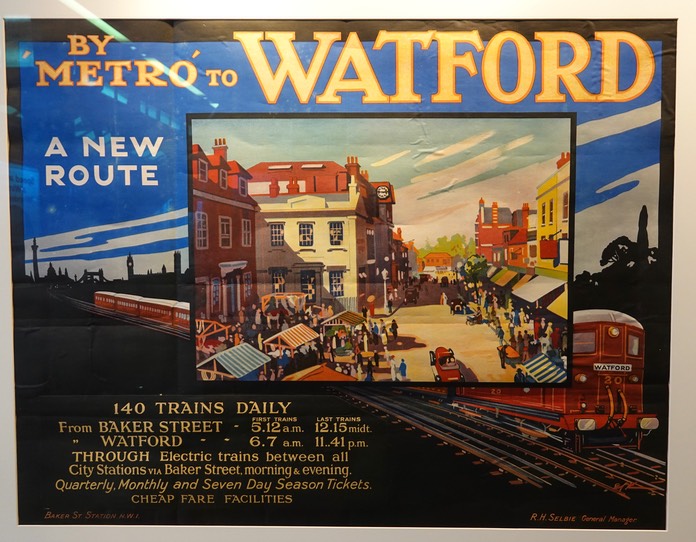 BY
'METRO' TO WATFORD
A NEW
ROUTE
WATFORD
20
140 TRAINS DAILY
FIRST TRAINS LAST TRAINS
From BAKER STREET - 5.12 a.m. 12.15 midt.
" WATFORD - - 6.7 a.m. 11.41 p.m.
THROUGH Electric trains between all
City Stations VIA Baker Street, morning & evening.
Quarterly, Monthly and Seven Day Season Tickets.
CHEAP FARE FACILITIES
BAKER ST STATION. N.W.1.
R.H. SELBIE General Manager